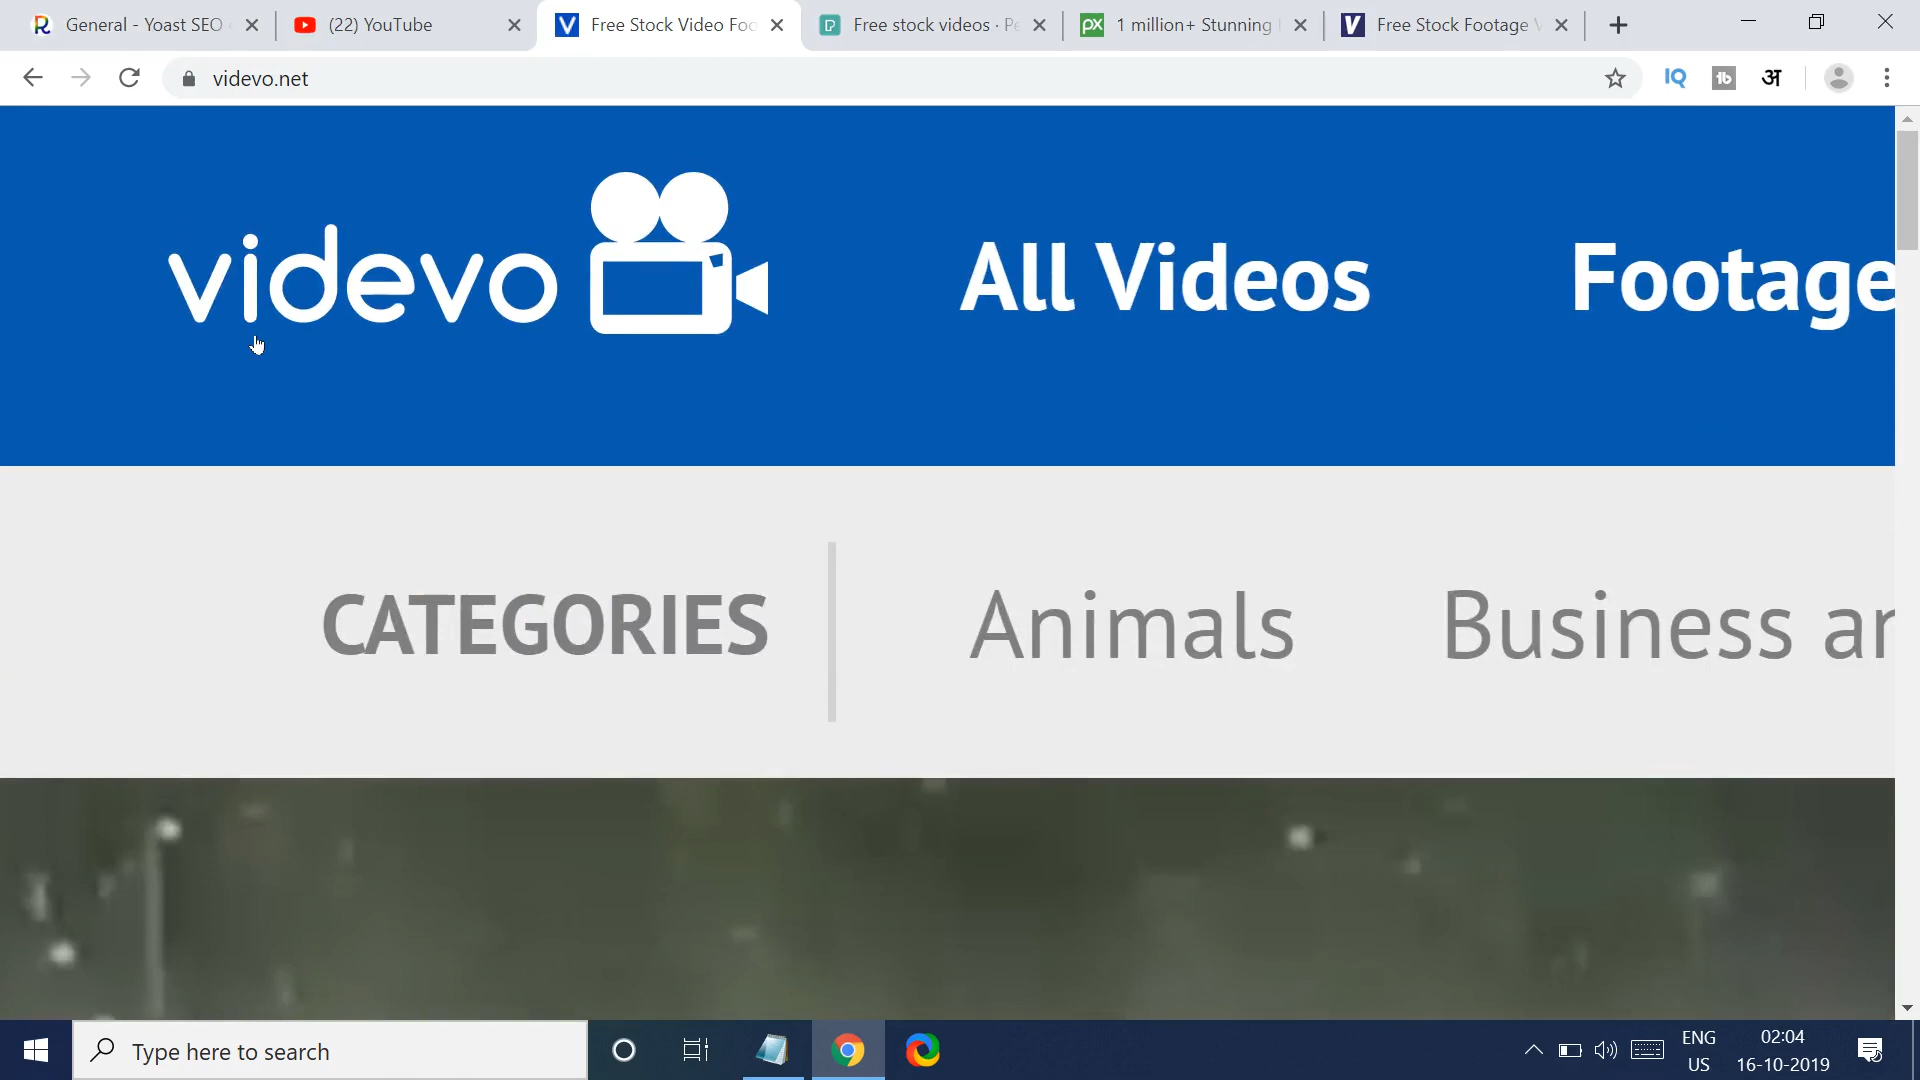 General - Yoast SEO
(22) YouTube
Free Stock Video Foo
Free stock videos · Pe
1 million+ Stunning
Free Stock Footage V
videvo.net
IQ
tb
अ
videvo
All Videos
Footage
CATEGORIES
Animals
Business an
Type here to search
ENG
US
02:04
16-10-2019